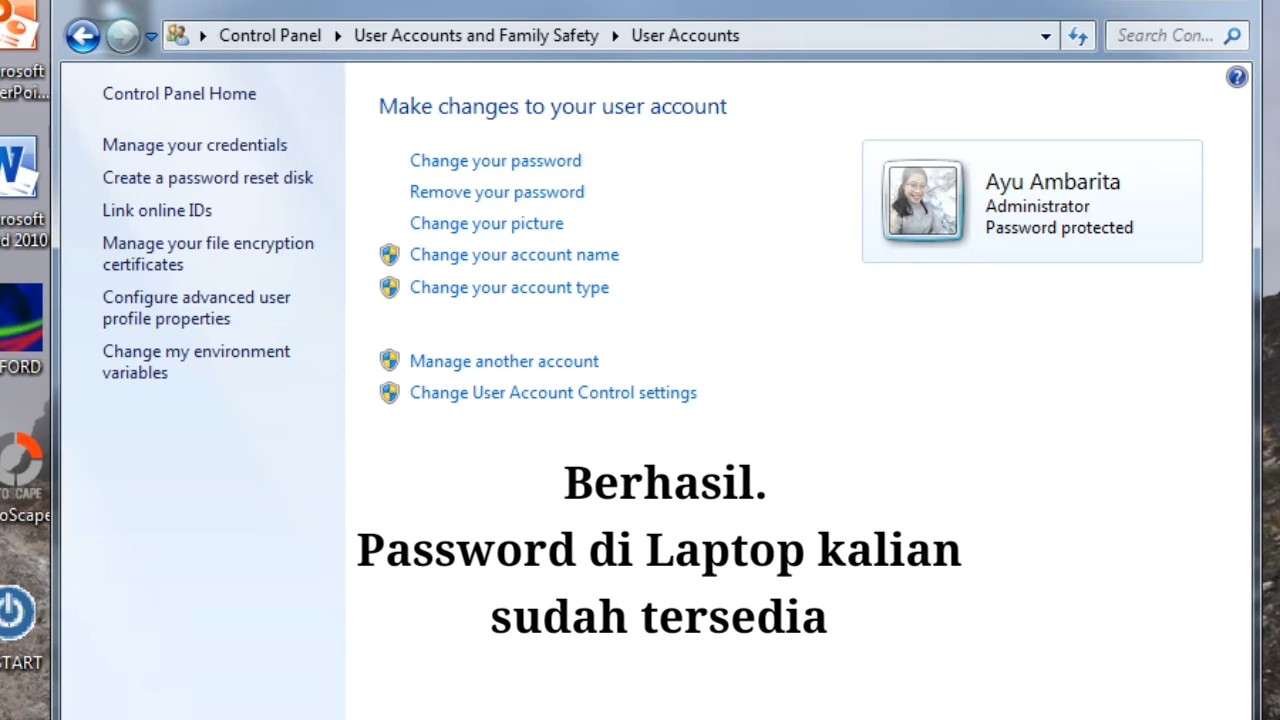 Control Panel
User Accounts and Family Safety
User Accounts
Search Con...
rosoft
erPoi...
rosoft
d 2010
FORD
TO CAPE
oScape
START
Control Panel Home
Manage your credentials
Create a password reset disk
Link online IDs
Manage your file encryption
certificates
Configure advanced user
profile properties
Change my environment
variables
Make changes to your user account
Change your password
Remove your password
Change your picture
Change your account name
Change your account type
Manage another account
Change User Account Control settings
Ayu Ambarita
Administrator
Password protected
Berhasil.
Password di Laptop kalian
sudah tersedia